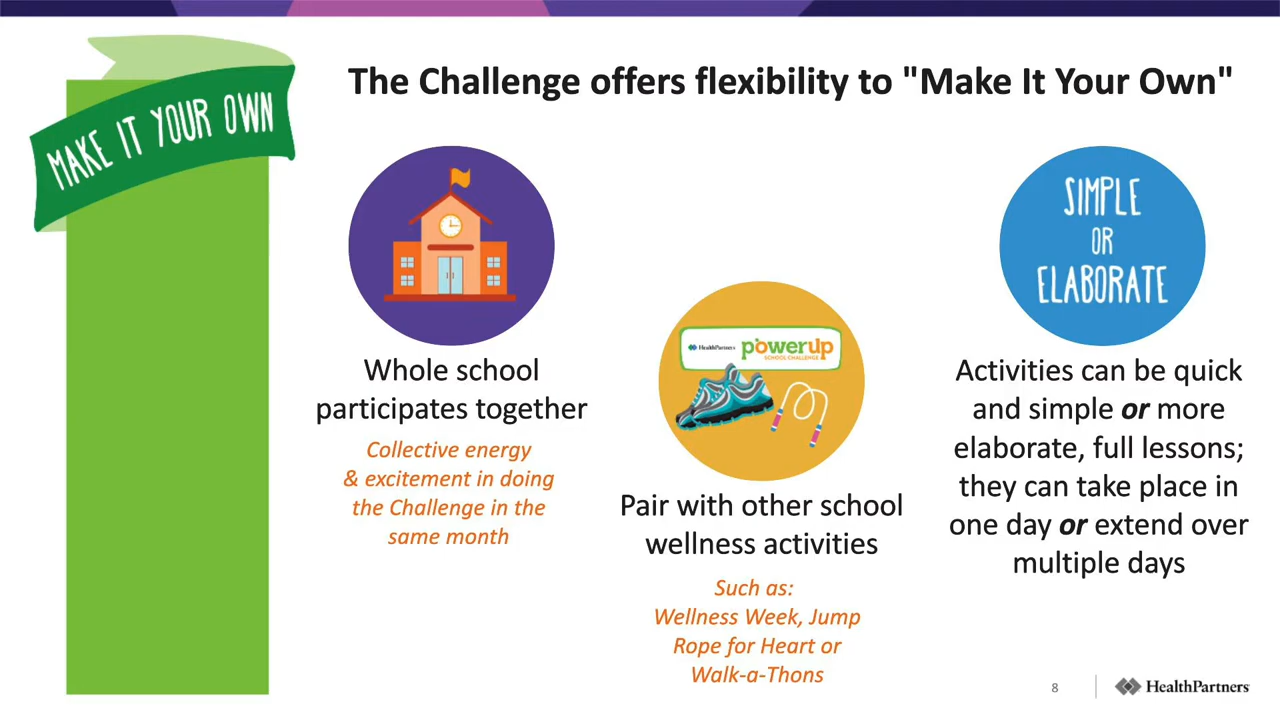 MAKE IT YOUR OWN
The Challenge offers flexibility to "Make It Your Own"
Whole school
participates together
Collective energy
& excitement in doing
the Challenge in the
same month
HealthPartners
powerup
SCHOOL CHALLENGE
Pair with other school
wellness activities
Such as:
Wellness Week, Jump
Rope for Heart or
Walk-a-Thons
SIMPLE
OR
ELABORATE
Activities can be quick
and simple or more
elaborate, full lessons;
they can take place in
one day or extend over
multiple days
8
HealthPartners